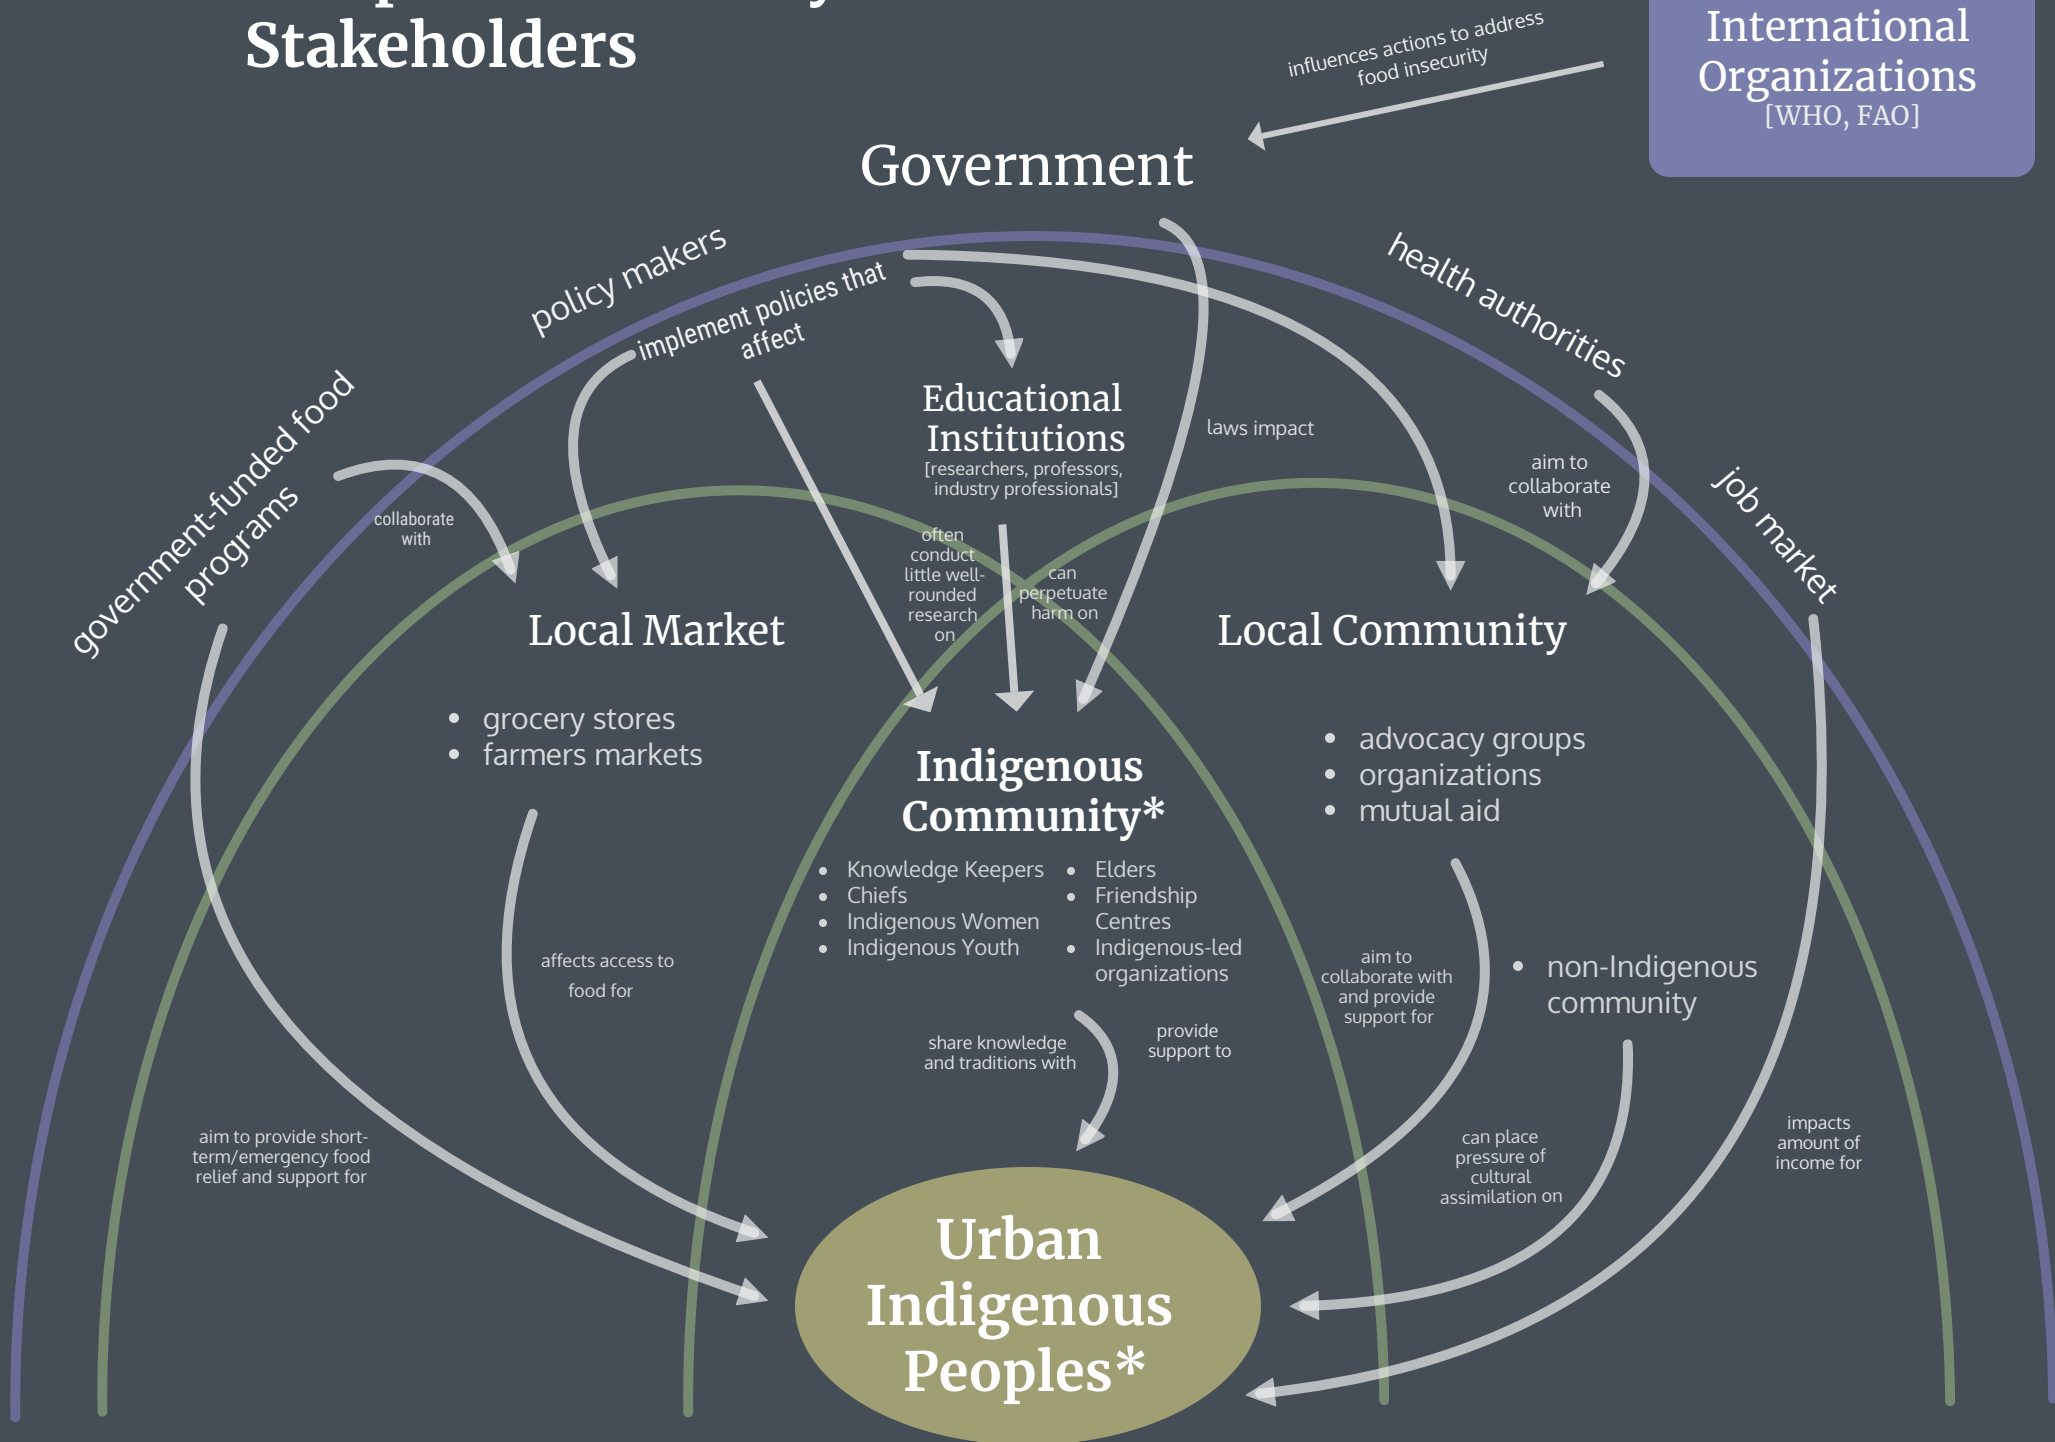 Stakeholders
International
Organizations
[WHO, FAO]
influences actions to address
food insecurity
Government
policy makers
health authorities
implement policies that
affect
government-funded food
programs
job market
Educational
Institutions
[researchers, professors,
industry professionals]
laws impact
aim to
collaborate
with
collaborate
with
often
conduct
little well-
rounded
research
on
can
perpetuate
harm on
Local Market
Local Community
• grocery stores
• farmers markets
• advocacy groups
• organizations
• mutual aid
Indigenous
Community*
• Knowledge Keepers
• Chiefs
• Indigenous Women
• Indigenous Youth
• Elders
• Friendship
Centres
• Indigenous-led
organizations
affects access to
food for
aim to
collaborate with
and provide
support for
• non-Indigenous
community
share knowledge
and traditions with
provide
support to
aim to provide short-
term/emergency food
relief and support for
can place
pressure of
cultural
assimilation on
impacts
amount of
income for
Urban
Indigenous
Peoples*